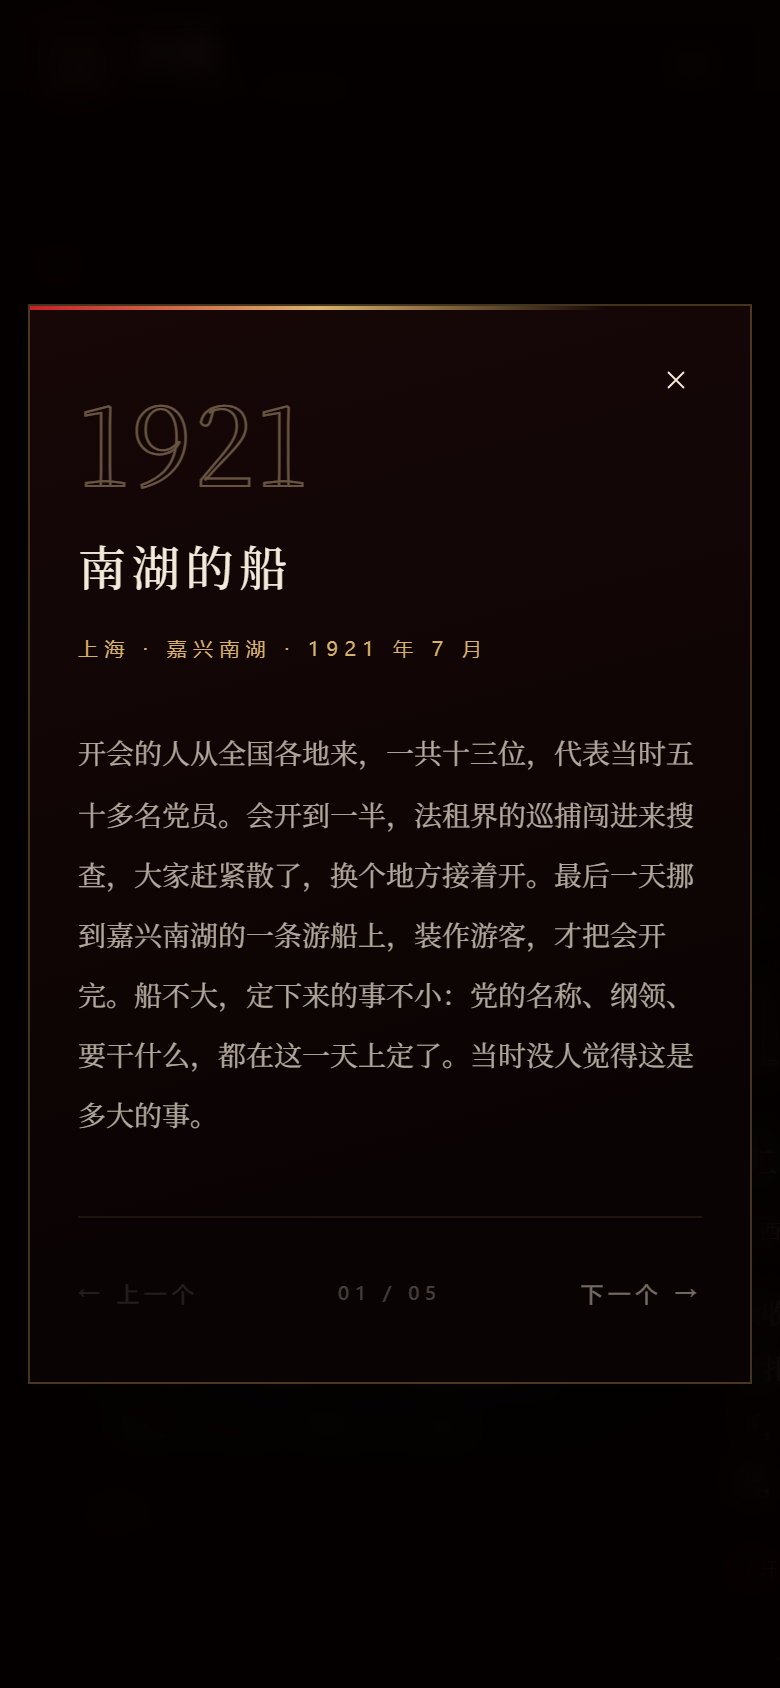 1921
南湖的船
上海 · 嘉兴南湖 · 1921 年 7 月
开会的人从全国各地来，一共十三位，代表当时五
十多名党员。会开到一半，法租界的巡捕闯进来搜
查，大家赶紧散了，换个地方接着开。最后一天挪
到嘉兴南湖的一条游船上，装作游客，才把会开
完。船不大，定下来的事不小：党的名称、纲领、
要干什么，都在这一天上定了。当时没人觉得这是
多大的事。
← 上一个 01 / 05 下一个 →